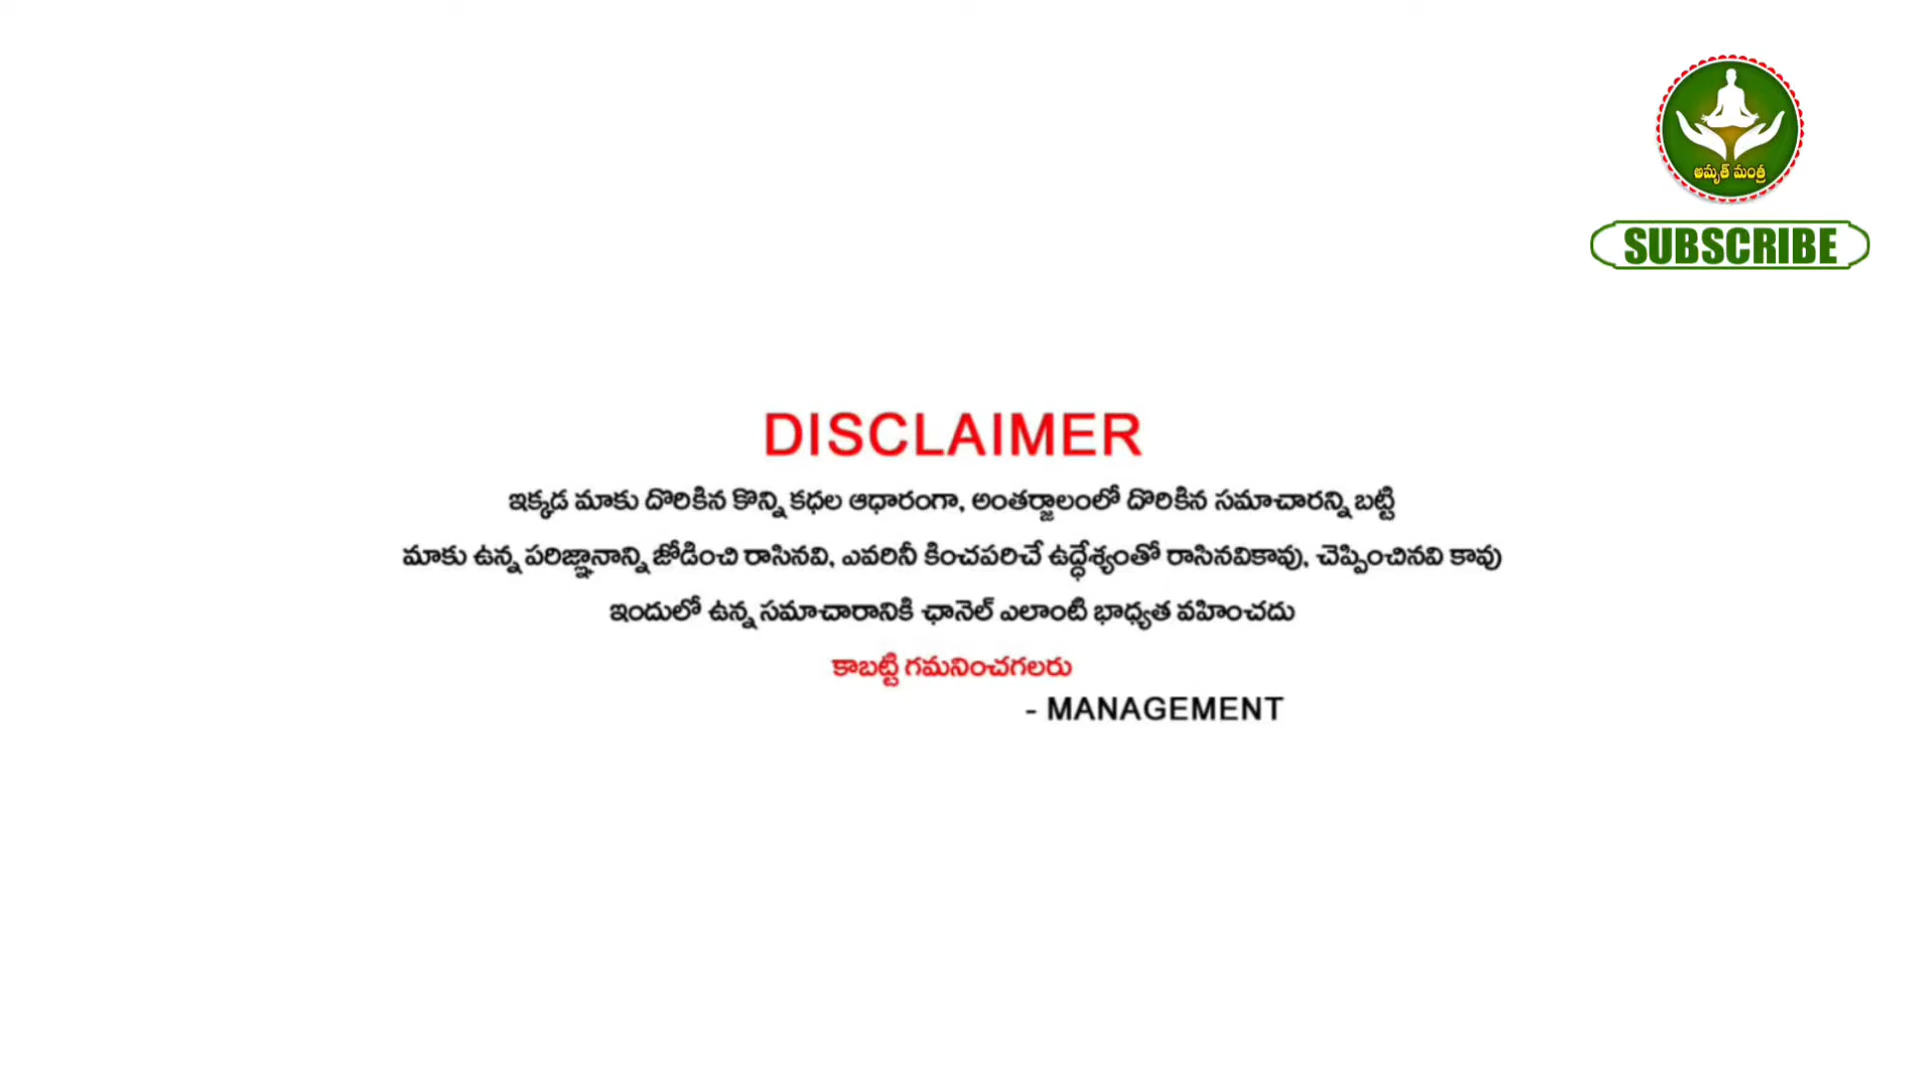 అమృత్ మంత్ర
SUBSCRIBE
DISCLAIMER
ఇక్కడ మాకు దొరికిన కొన్ని కధల ఆధారంగా, అంతర్జాలంలో దొరికిన సమాచారన్ని బట్టి
మాకు ఉన్న పరిజ్ఞానాన్ని జోడించి రాసినవి, ఎవరినీ కించపరిచే ఉద్ధేశ్యంతో రాసినవికావు, చెప్పించినవి కావు
ఇందులో ఉన్న సమాచారానికి ఛానెల్ ఎలాంటి భాధ్యత వహించదు
కాబట్టి గమనించగలరు
- MANAGEMENT